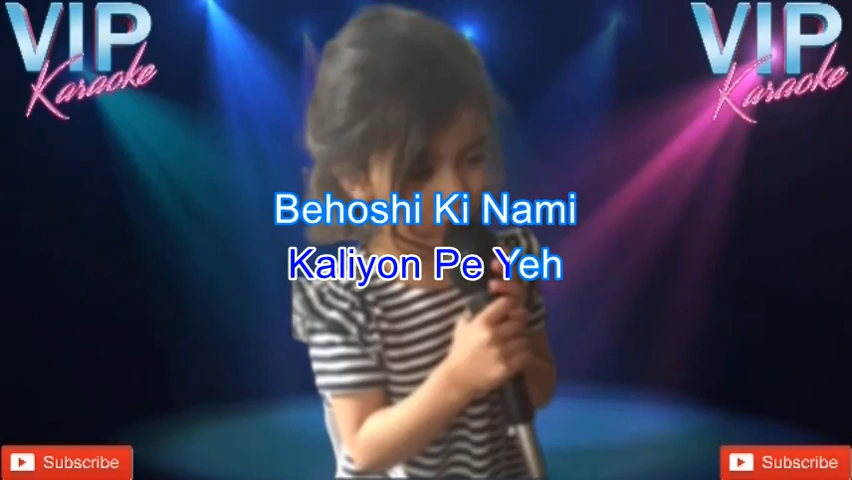 VIP
Karaoke
VIP
Karaoke
Behoshi Ki Nami
Kaliyon Pe Yeh
Subscribe
Subscribe